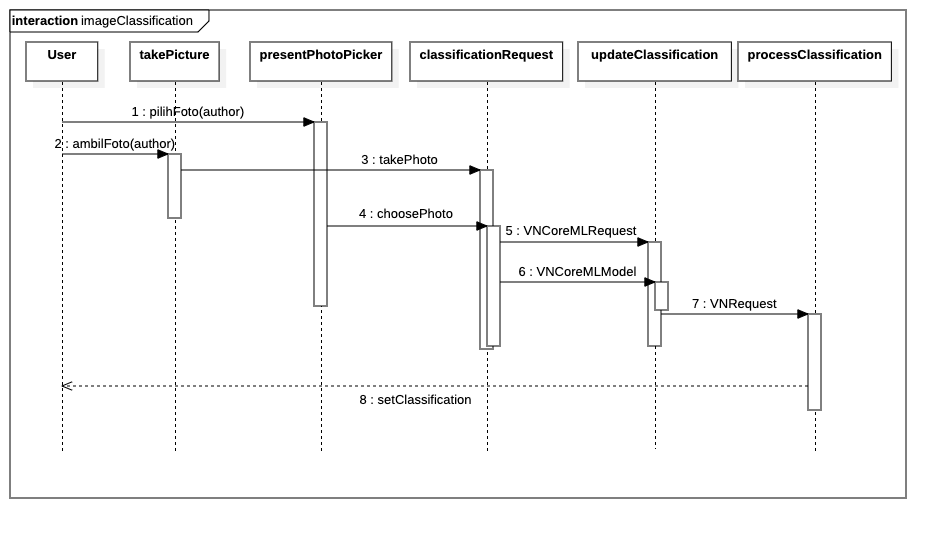 interaction imageClassification
User
takePicture
presentPhotoPicker
classificationRequest
updateClassification
processClassification
1 : pilihFoto(author)
2 : ambilFoto(author)
3 : takePhoto
4 : choosePhoto
5 : VNCoreMLRequest
6 : VNCoreMLModel
7 : VNRequest
8 : setClassification